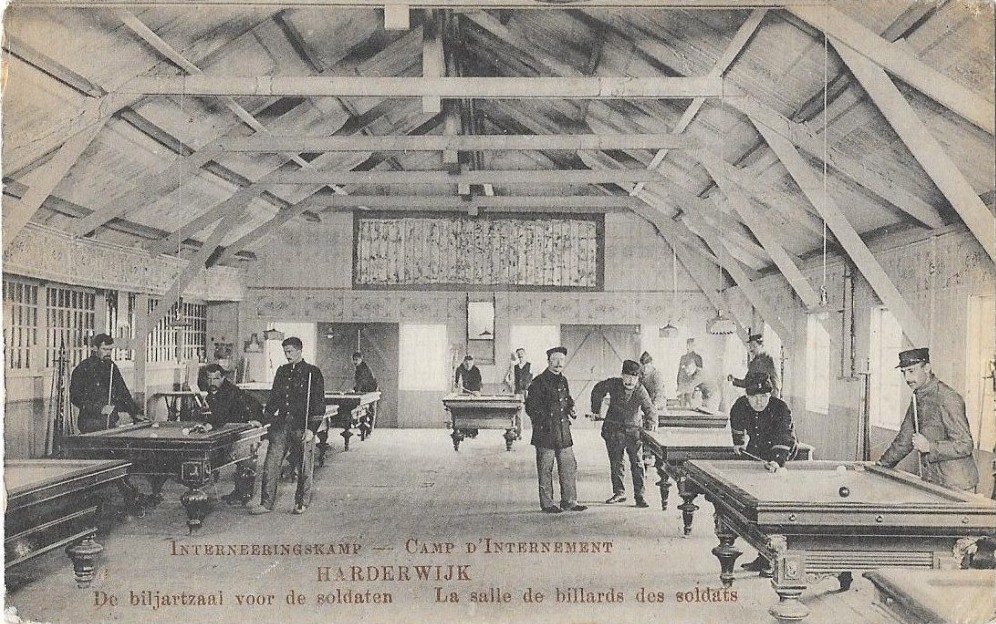 Interneeringskamp — Camp d'Internement
HARDERWIJK
De biljartzaal voor de soldaten La salle de billards des soldats